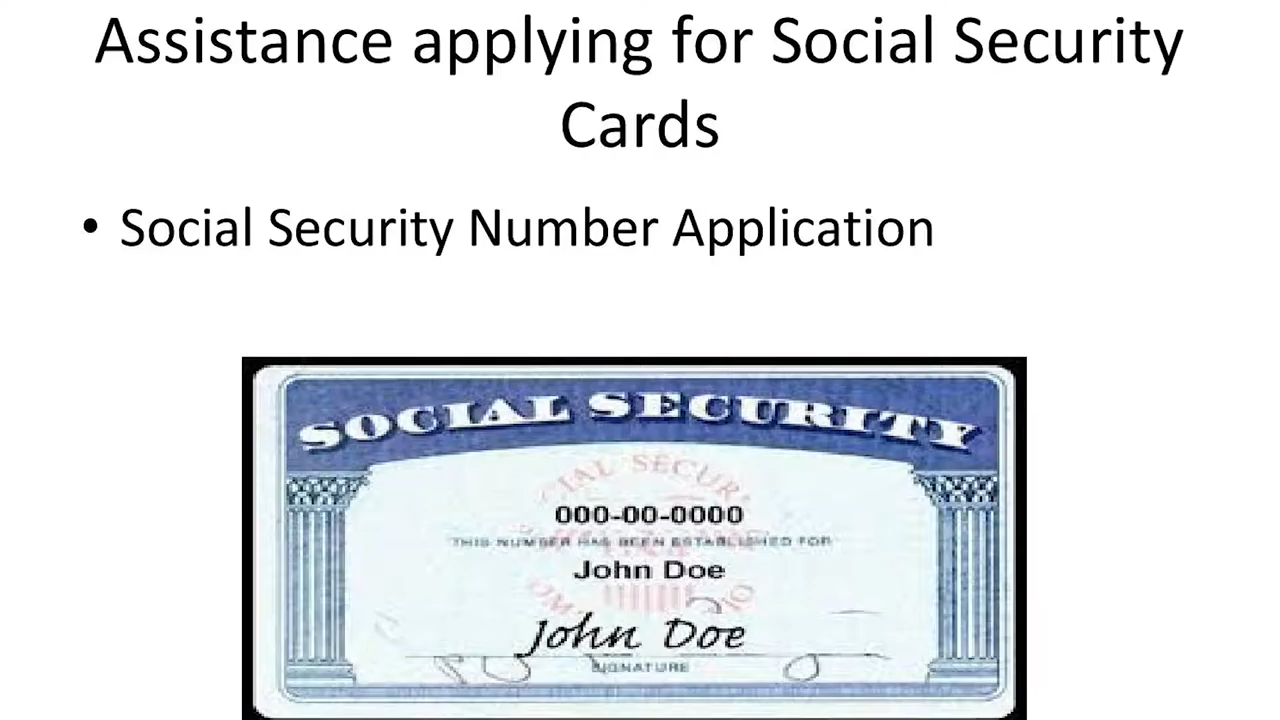 Assistance applying for Social Security
Cards
• Social Security Number Application
SOCIAL SECURITY
000-00-0000
THIS NUMBER HAS BEEN ESTABLISHED FOR
John Doe
John Doe
SIGNATURE